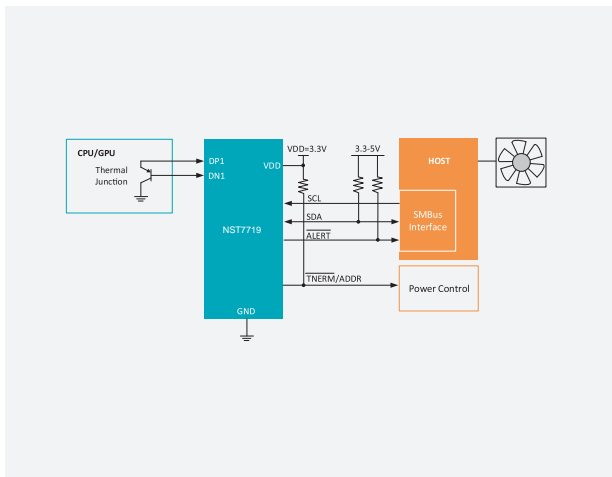 CPU/GPU
Thermal
Junction
DP1
DN1
VDD
NST7719
GND
VDD=3.3V
3.3-5V
SCL
SDA
ALERT
TNERM/ADDR
HOST
SMBus
Interface
Power Control